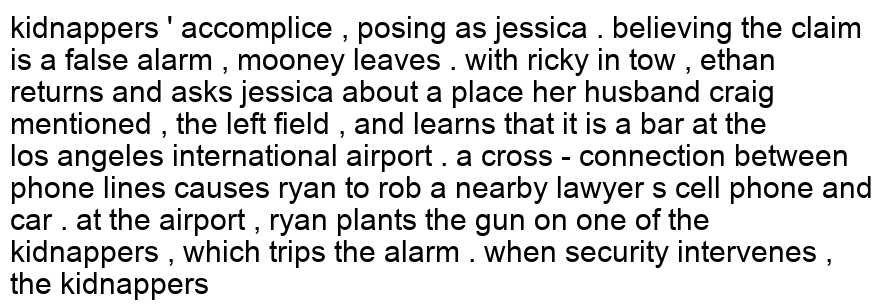 kidnappers ' accomplice , posing as jessica . believing the claim
is a false alarm , mooney leaves . with ricky in tow , ethan
returns and asks jessica about a place her husband craig
mentioned , the left field , and learns that it is a bar at the
los angeles international airport . a cross - connection between
phone lines causes ryan to rob a nearby lawyer s cell phone and
car . at the airport , ryan plants the gun on one of the
kidnappers , which trips the alarm . when security intervenes ,
the kidnappers